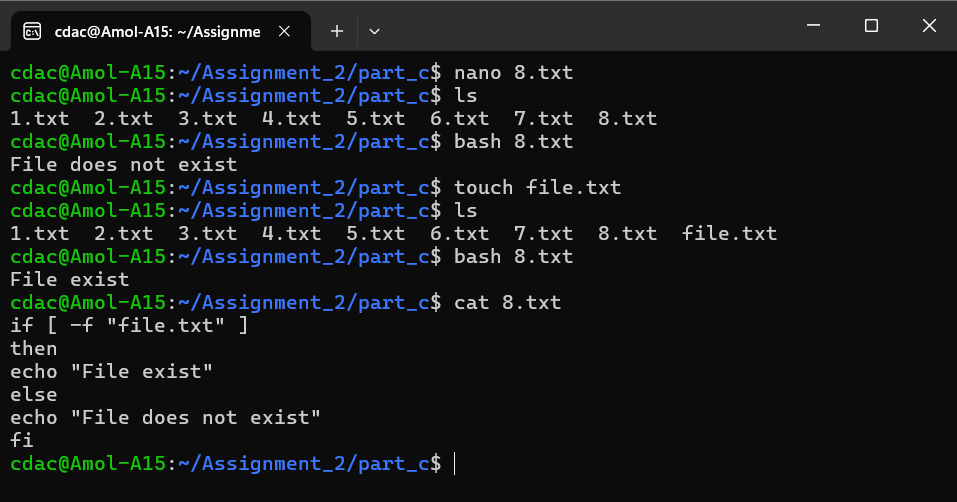 cdac@Amol-A15: ~/Assignme
cdac@Amol-A15:~/Assignment_2/part_c$ nano 8.txt
cdac@Amol-A15:~/Assignment_2/part_c$ ls
1.txt  2.txt  3.txt  4.txt  5.txt  6.txt  7.txt  8.txt
cdac@Amol-A15:~/Assignment_2/part_c$ bash 8.txt
File does not exist
cdac@Amol-A15:~/Assignment_2/part_c$ touch file.txt
cdac@Amol-A15:~/Assignment_2/part_c$ ls
1.txt  2.txt  3.txt  4.txt  5.txt  6.txt  7.txt  8.txt  file.txt
cdac@Amol-A15:~/Assignment_2/part_c$ bash 8.txt
File exist
cdac@Amol-A15:~/Assignment_2/part_c$ cat 8.txt
if [ -f "file.txt" ]
then
echo "File exist"
else
echo "File does not exist"
fi
cdac@Amol-A15:~/Assignment_2/part_c$